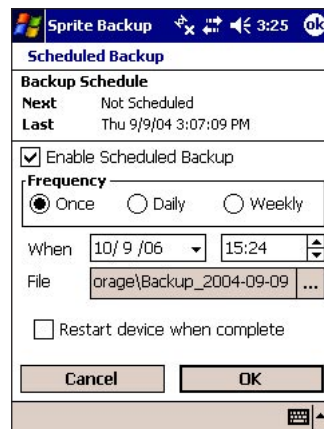 Sprite Backup 3:25 ok
Scheduled Backup
Backup Schedule
Next Not Scheduled
Last Thu 9/9/04 3:07:09 PM
Enable Scheduled Backup
Frequency
Once Daily Weekly
When 10/ 9 /06 15:24
File orage\Backup_2004-09-09 ...
Restart device when complete
Cancel OK